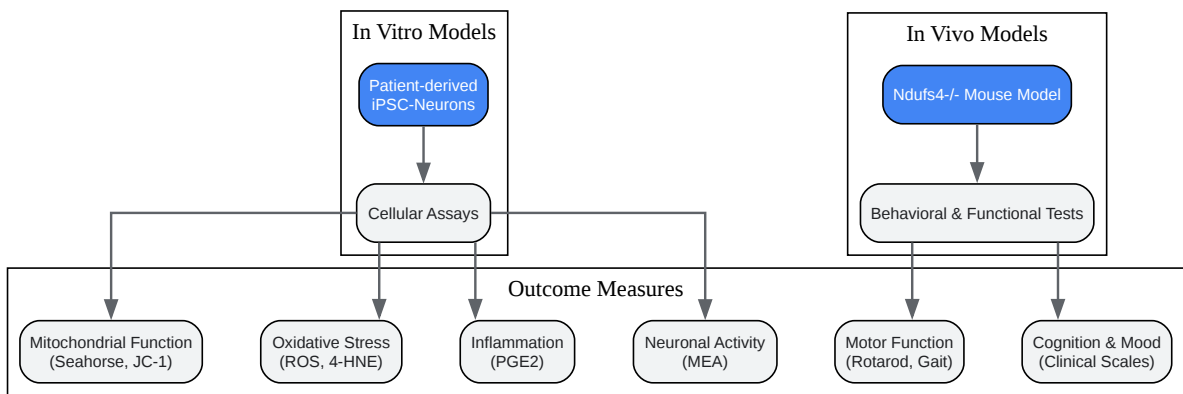 In Vitro Models
In Vivo Models
Patient-derived
iPSC-Neurons
Ndufs4-/- Mouse Model
Cellular Assays
Behavioral & Functional Tests
Outcome Measures
Mitochondrial Function
(Seahorse, JC-1)
Oxidative Stress
(ROS, 4-HNE)
Inflammation
(PGE2)
Neuronal Activity
(MEA)
Motor Function
(Rotarod, Gait)
Cognition & Mood
(Clinical Scales)